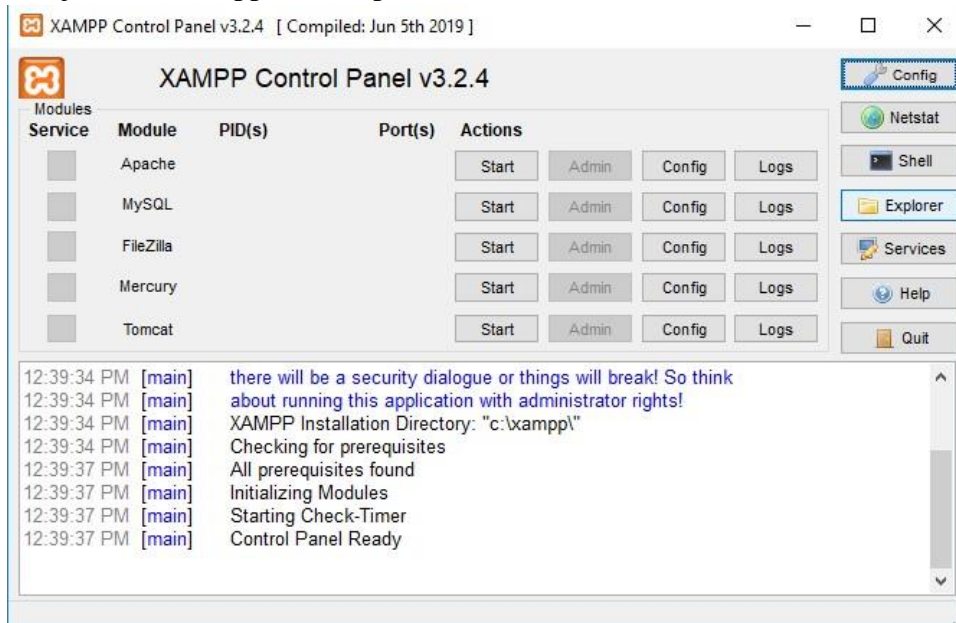 XAMPP Control Panel v3.2.4 [ Compiled: Jun 5th 2019 ]
XAMPP Control Panel v3.2.4
Config
Modules
Service Module PID(s) Port(s) Actions
Netstat
Apache Start Admin Config Logs
Shell
MySQL Start Admin Config Logs
Explorer
FileZilla Start Admin Config Logs
Services
Mercury Start Admin Config Logs
Help
Tomcat Start Admin Config Logs
Quit
12:39:34 PM [main] there will be a security dialogue or things will break! So think
12:39:34 PM [main] about running this application with administrator rights!
12:39:34 PM [main] XAMPP Installation Directory: "c:\xampp\"
12:39:34 PM [main] Checking for prerequisites
12:39:37 PM [main] All prerequisites found
12:39:37 PM [main] Initializing Modules
12:39:37 PM [main] Starting Check-Timer
12:39:37 PM [main] Control Panel Ready